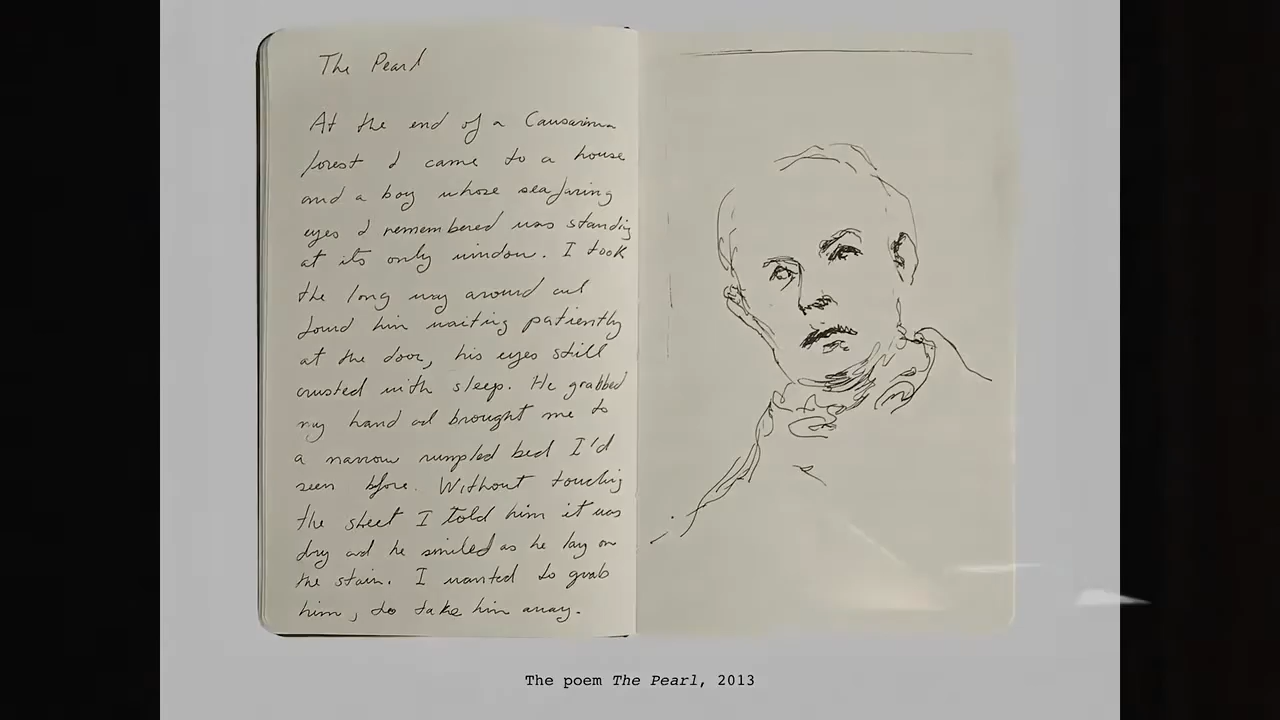 The Pearl
At the end of a Causarinna
forest I came to a house
and a boy whose seafaring
eyes I remembered was standing
at its only window. I took
the long way around and
found him waiting patiently
at the door, his eyes still
crusted with sleep. He grabbed
my hand and brought me to
a narrow rumpled bed I'd
seen before. Without touching
the sheet I told him it was
dry and he smiled as he lay on
the stain. I wanted to grab
him, to take him away.
The poem The Pearl, 2013